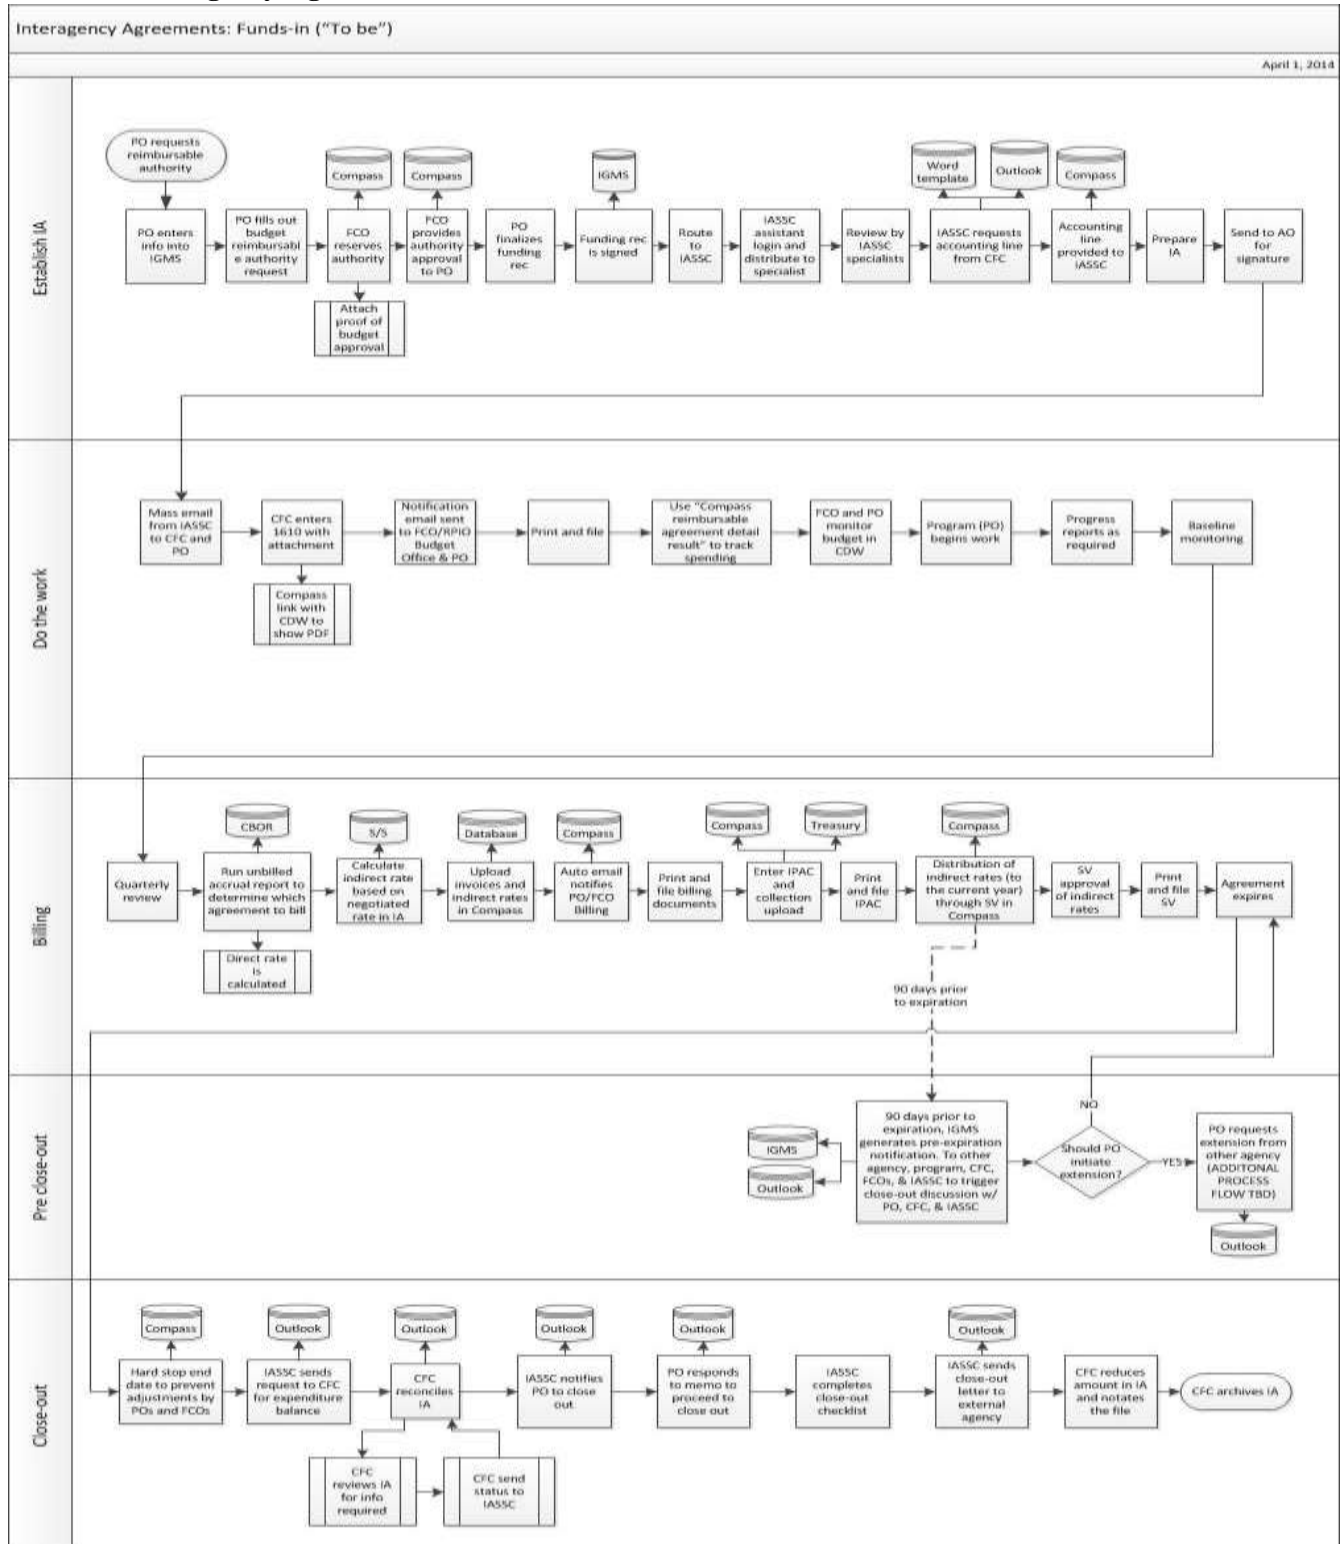 Interagency Agreements: Funds-in ("To be")
April 1, 2014
Establish IA
PO requests
reimbursable
authority
Compass
Compass
IGMS
Word
template
Outlook
Compass
PO enters
info into
IGMS
PO fills out
budget
reimbursabl
e authority
request
FCO
reserves
authority
FCO
provides
authority
approval
to PO
PO
finalizes
funding
rec
Funding rec
is signed
Route
to
IASSC
IASSC
assistant
login and
distribute to
specialist
Review by
IASSC
specialists
IASSC requests
accounting line
from CFC
Accounting
line
provided to
IASSC
Prepare
IA
Send to AO
for
signature
Attach
proof of
budget
approval
Do the work
Mass email
from IASSC
to CFC and
PO
CFC enters
1610 with
attachment
Notification
email sent
to FCO/RPIO
Budget
Office & PO
Print and file
Use "Compass
reimbursable
agreement detail
result" to track
spending
FCO and PO
monitor
budget in
CDW
Program (PO)
begins work
Progress
reports as
required
Baseline
monitoring
Compass
link with
CDW to
show PDF
Billing
CBOR
S/S
Database
Compass
Compass
Treasury
Compass
Quarterly
review
Run unbilled
accrual report to
determine which
agreement to bill
Calculate
indirect rate
based on
negotiated
rate in IA
Upload
invoices and
indirect rates
in Compass
Auto email
notifies
PO/FCO
Billing
Print and
file billing
documents
Enter IPAC
and
collection
upload
Print
and file
IPAC
Distribution of
indirect rates (to
the current year)
through SV in
Compass
SV
approval
of indirect
rates
Print
and file
SV
Agreement
expires
Direct rate
is
calculated
90 days prior
to expiration
Pre close-out
IGMS
Outlook
90 days prior to
expiration, IGMS
generates pre-expiration
notification. To other
agency, program, CFC,
FCOs, & IASSC to trigger
close-out discussion w/
PO, CFC, & IASSC
NO
Should PO
initiate
extension?
YES
PO requests
extension from
other agency
(ADDITONAL
PROCESS
FLOW TBD)
Outlook
Close-out
Compass
Outlook
Outlook
Outlook
Outlook
Outlook
Hard stop end
date to prevent
adjustments by
POs and FCOs
IASSC sends
request to CFC
for expenditure
balance
CFC
reconciles
IA
IASSC notifies
PO to close
out
PO responds
to memo to
proceed to
close out
IASSC
completes
close-out
checklist
IASSC sends
close-out
letter to
external
agency
CFC reduces
amount in IA
and notates
the file
CFC archives IA
CFC
reviews IA
for info
required
CFC send
status to
IASSC